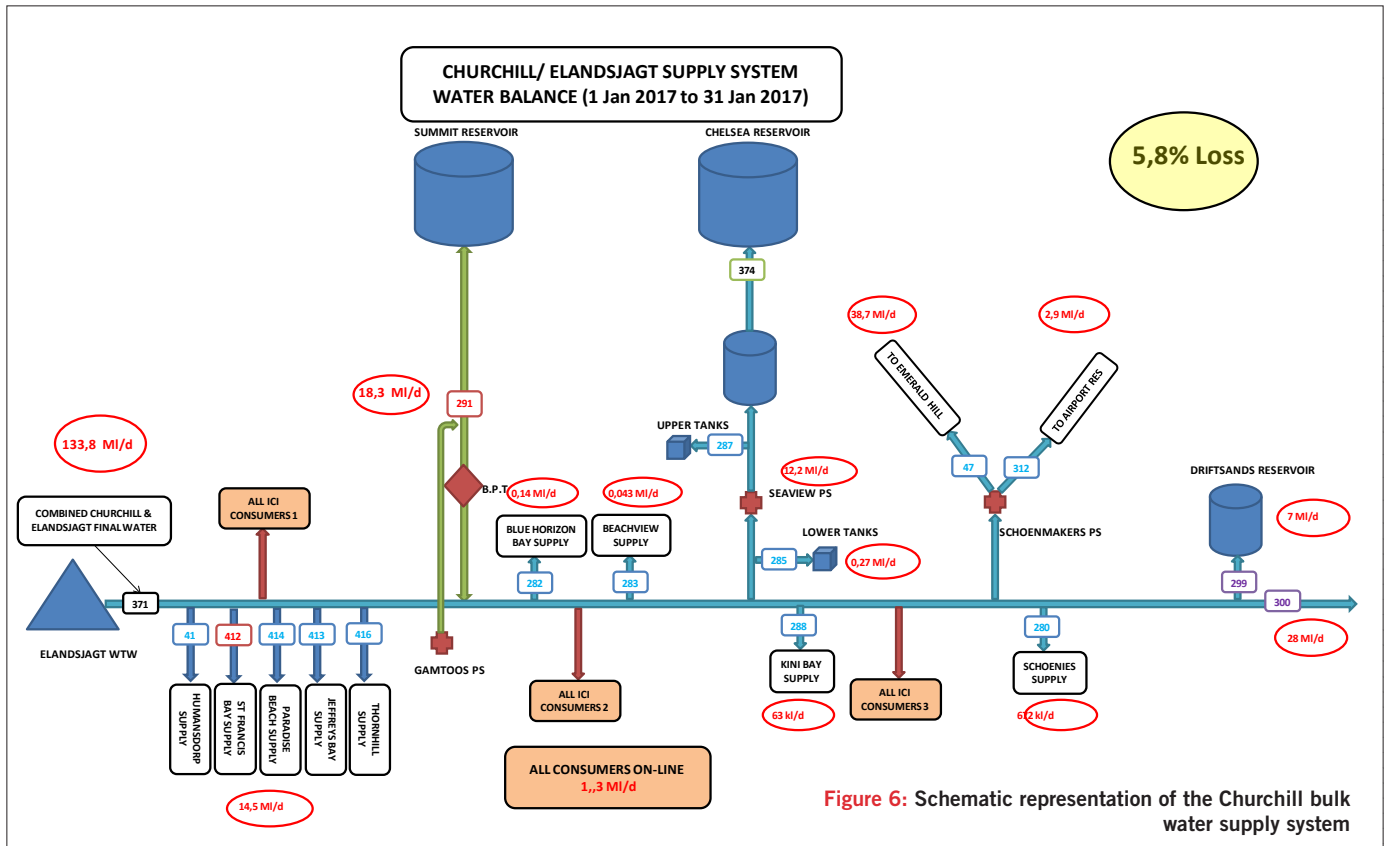 CHURCHILL/ ELANDSJAGT SUPPLY SYSTEM
WATER BALANCE (1 Jan 2017 to 31 Jan 2017)
SUMMIT RESERVOIR
CHELSEA RESERVOIR
5,8% Loss
374
38,7 Ml/d
2,9 Ml/d
TO EMERALD HILL
TO AIRPORT RES
18,3 Ml/d
291
UPPER TANKS
287
133,8 Ml/d
47
312
12,2 Ml/d
SEAVIEW PS
DRIFTSANDS RESERVOIR
B.P.T
0,14 Ml/d
0,043 Ml/d
ALL ICI
CONSUMERS 1
COMBINED CHURCHILL &
ELANDSJAGT FINAL WATER
BLUE HORIZON
BAY SUPPLY
BEACHVIEW
SUPPLY
LOWER TANKS
SCHOENMAKERS PS
7 Ml/d
285
0,27 Ml/d
282
283
299
371
300
41
412
414
413
416
288
280
28 Ml/d
ELANDSJAGT WTW
GAMTOOS PS
KINI BAY
SUPPLY
SCHOENIES
SUPPLY
HUMANSDORP
SUPPLY
ST FRANCIS
BAY SUPPLY
PARADISE
BEACH SUPPLY
JEFFREYS BAY
SUPPLY
THORNHILL
SUPPLY
ALL ICI
CONSUMERS 2
ALL ICI
CONSUMERS 3
63 kl/d
672 kl/d
14,5 Ml/d
ALL CONSUMERS ON-LINE
1,,3 Ml/d
Figure 6: Schematic representation of the Churchill bulk
water supply system